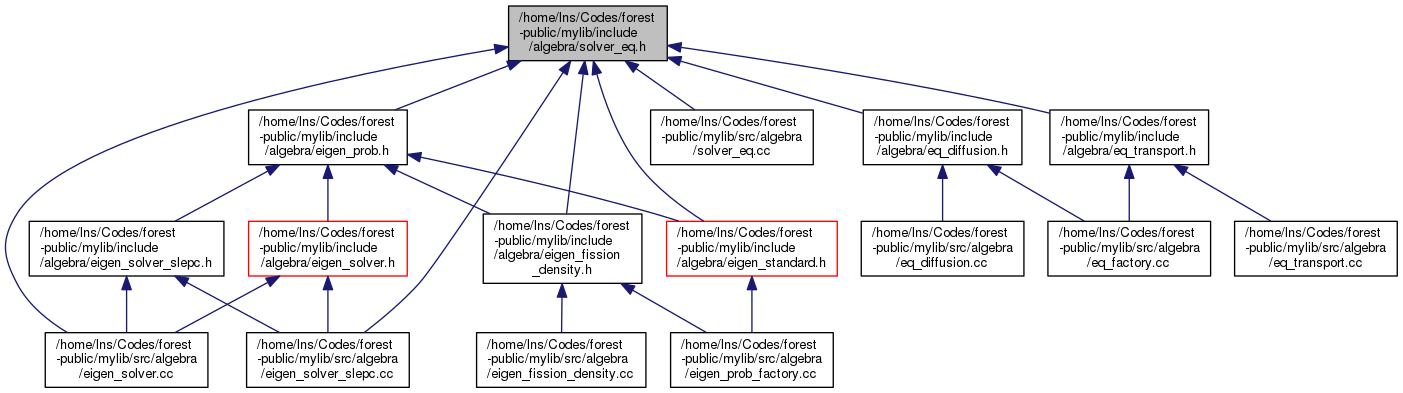 /home/lns/Codes/forest
-public/mylib/include
/algebra/solver_eq.h
/home/lns/Codes/forest
-public/mylib/include
/algebra/eigen_prob.h
/home/lns/Codes/forest
-public/mylib/src/algebra
/solver_eq.cc
/home/lns/Codes/forest
-public/mylib/include
/algebra/eq_diffusion.h
/home/lns/Codes/forest
-public/mylib/include
/algebra/eq_transport.h
/home/lns/Codes/forest
-public/mylib/include
/algebra/eigen_solver_slepc.h
/home/lns/Codes/forest
-public/mylib/include
/algebra/eigen_solver.h
/home/lns/Codes/forest
-public/mylib/include
/algebra/eigen_fission
_density.h
/home/lns/Codes/forest
-public/mylib/include
/algebra/eigen_standard.h
/home/lns/Codes/forest
-public/mylib/src/algebra
/eq_diffusion.cc
/home/lns/Codes/forest
-public/mylib/src/algebra
/eq_factory.cc
/home/lns/Codes/forest
-public/mylib/src/algebra
/eq_transport.cc
/home/lns/Codes/forest
-public/mylib/src/algebra
/eigen_solver.cc
/home/lns/Codes/forest
-public/mylib/src/algebra
/eigen_solver_slepc.cc
/home/lns/Codes/forest
-public/mylib/src/algebra
/eigen_fission_density.cc
/home/lns/Codes/forest
-public/mylib/src/algebra
/eigen_prob_factory.cc